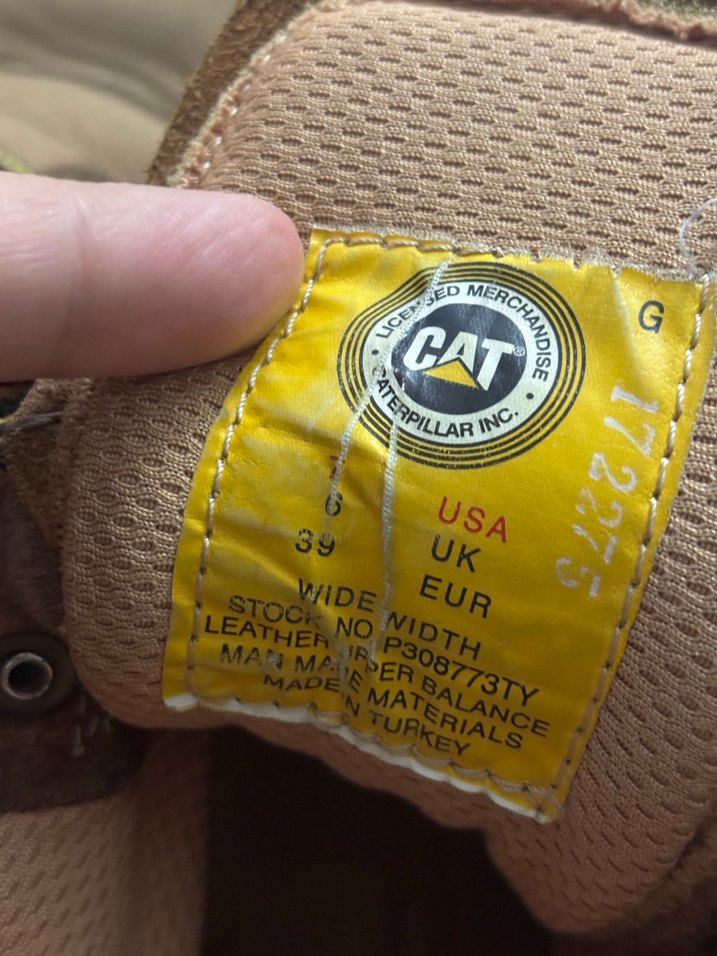 LICENSED MERCHANDISE
CAT®
CATERPILLAR INC.
G
172275
7 USA
6 UK
39 EUR
WIDE WIDTH
STOCK NO P308773TY
LEATHER UPPER BALANCE
MAN MADE MATERIALS
MADE IN TURKEY